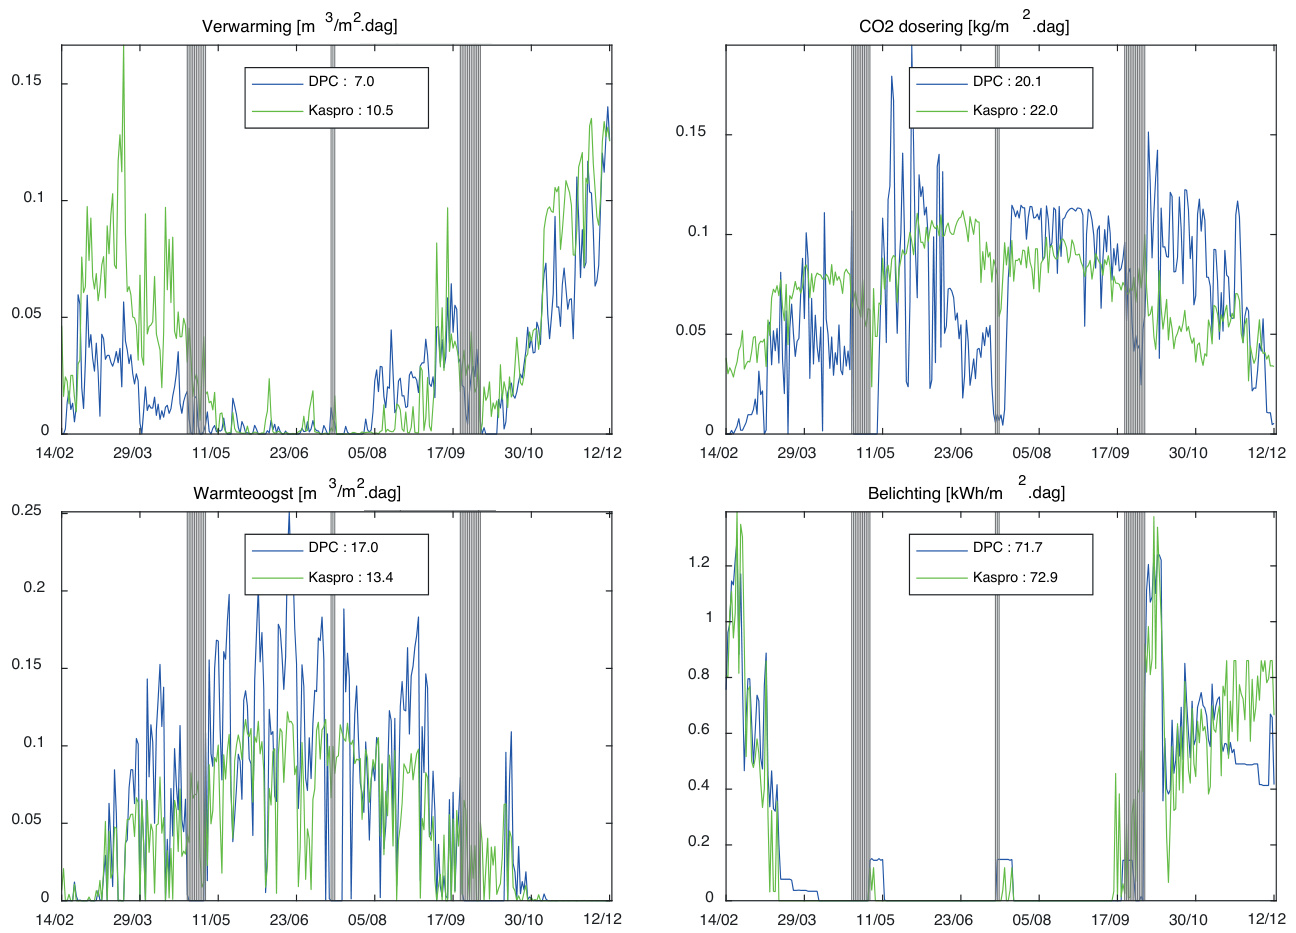 Verwarming [m 3/m2.dag]
0.15
0.1
0.05
0
DPC : 7.0
Kaspro : 10.5
14/02 29/03 11/05 23/06 05/08 17/09 30/10 12/12
CO2 dosering [kg/m 2 .dag]
0.15
0.1
0.05
0
DPC : 20.1
Kaspro : 22.0
14/02 29/03 11/05 23/06 05/08 17/09 30/10 12/12
Warmteoogst [m 3/m2.dag]
0.25
0.2
0.15
0.1
0.05
0
DPC : 17.0
Kaspro : 13.4
14/02 29/03 11/05 23/06 05/08 17/09 30/10 12/12
Belichting [kWh/m 2 .dag]
1.2
1
0.8
0.6
0.4
0.2
0
DPC : 71.7
Kaspro : 72.9
14/02 29/03 11/05 23/06 05/08 17/09 30/10 12/12